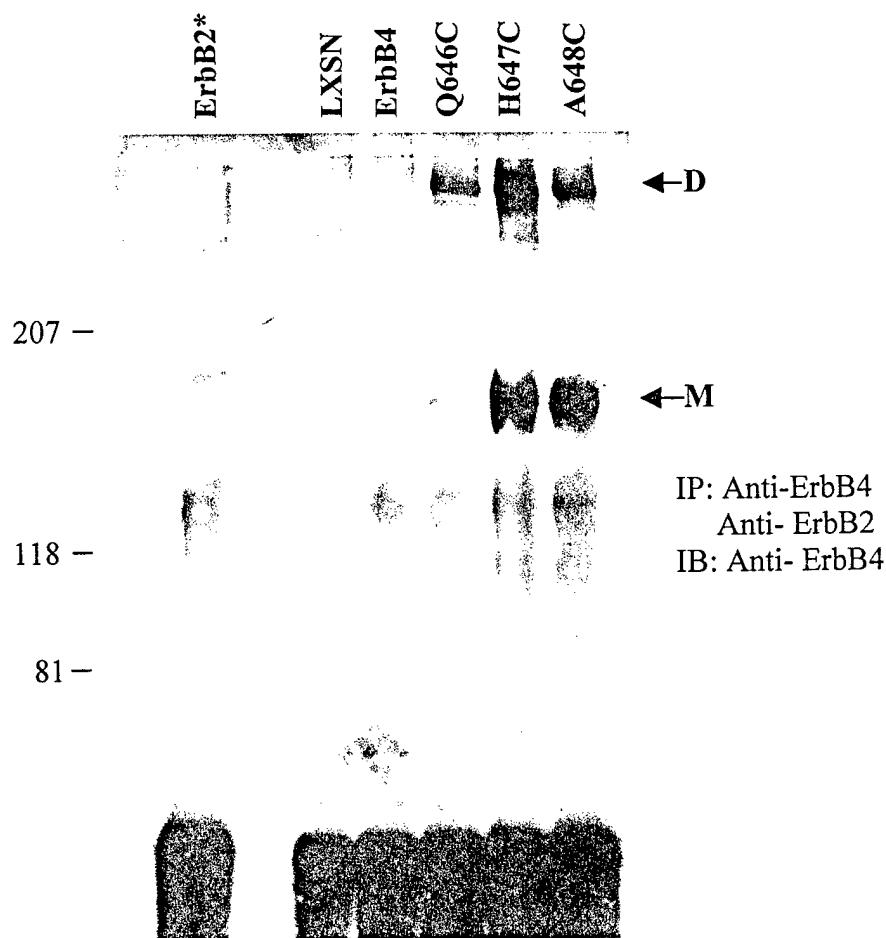 ErbB2*
LXSN
ErbB4
Q646C
H647C
A648C
D
207
M
IP: Anti-ErbB4
Anti- ErbB2
118
IB: Anti- ErbB4
81